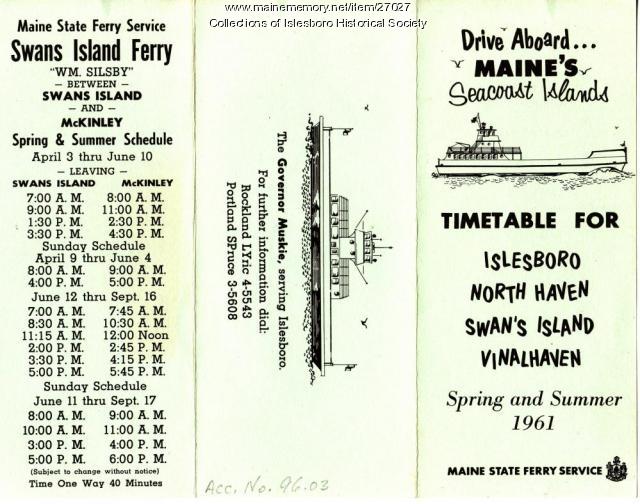 www.mainememory.net/item/27027
Collections of Islesboro Historical Society
Maine State Ferry Service
Swans Island Ferry
"WM. SILSBY"
— BETWEEN —
SWANS ISLAND
— AND —
McKINLEY
Spring & Summer Schedule
April 3 thru June 10
— LEAVING —
SWANS ISLAND McKINLEY
7:00 A. M. 8:00 A. M.
9:00 A. M. 11:00 A. M.
1:30 P. M. 2:30 P. M.
3:30 P. M. 4:30 P. M.
Sunday Schedule
April 9 thru June 4
8:00 A. M. 9:00 A. M.
4:00 P. M. 5:00 P. M.
June 12 thru Sept. 16
7:00 A. M. 7:45 A. M.
8:30 A. M. 10:30 A. M.
11:15 A. M. 12:00 Noon
2:00 P. M. 2:45 P. M.
3:30 P. M. 4:15 P. M.
5:00 P. M. 5:45 P. M.
Sunday Schedule
June 11 thru Sept. 17
8:00 A. M. 9:00 A. M.
10:00 A. M. 11:00 A. M.
3:00 P. M. 4:00 P. M.
5:00 P. M. 6:00 P. M.
(Subject to change without notice)
Time One Way 40 Minutes
The Governor Muskie, serving Islesboro.
For further information dial:
Rockland LYric 4-5543
Portland SPruce 3-5608
Acc. No. 96.03
Drive Aboard...
MAINE'S
Seacoast Islands
TIMETABLE FOR
ISLESBORO
NORTH HAVEN
SWAN'S ISLAND
VINALHAVEN
Spring and Summer
1961
MAINE STATE FERRY SERVICE